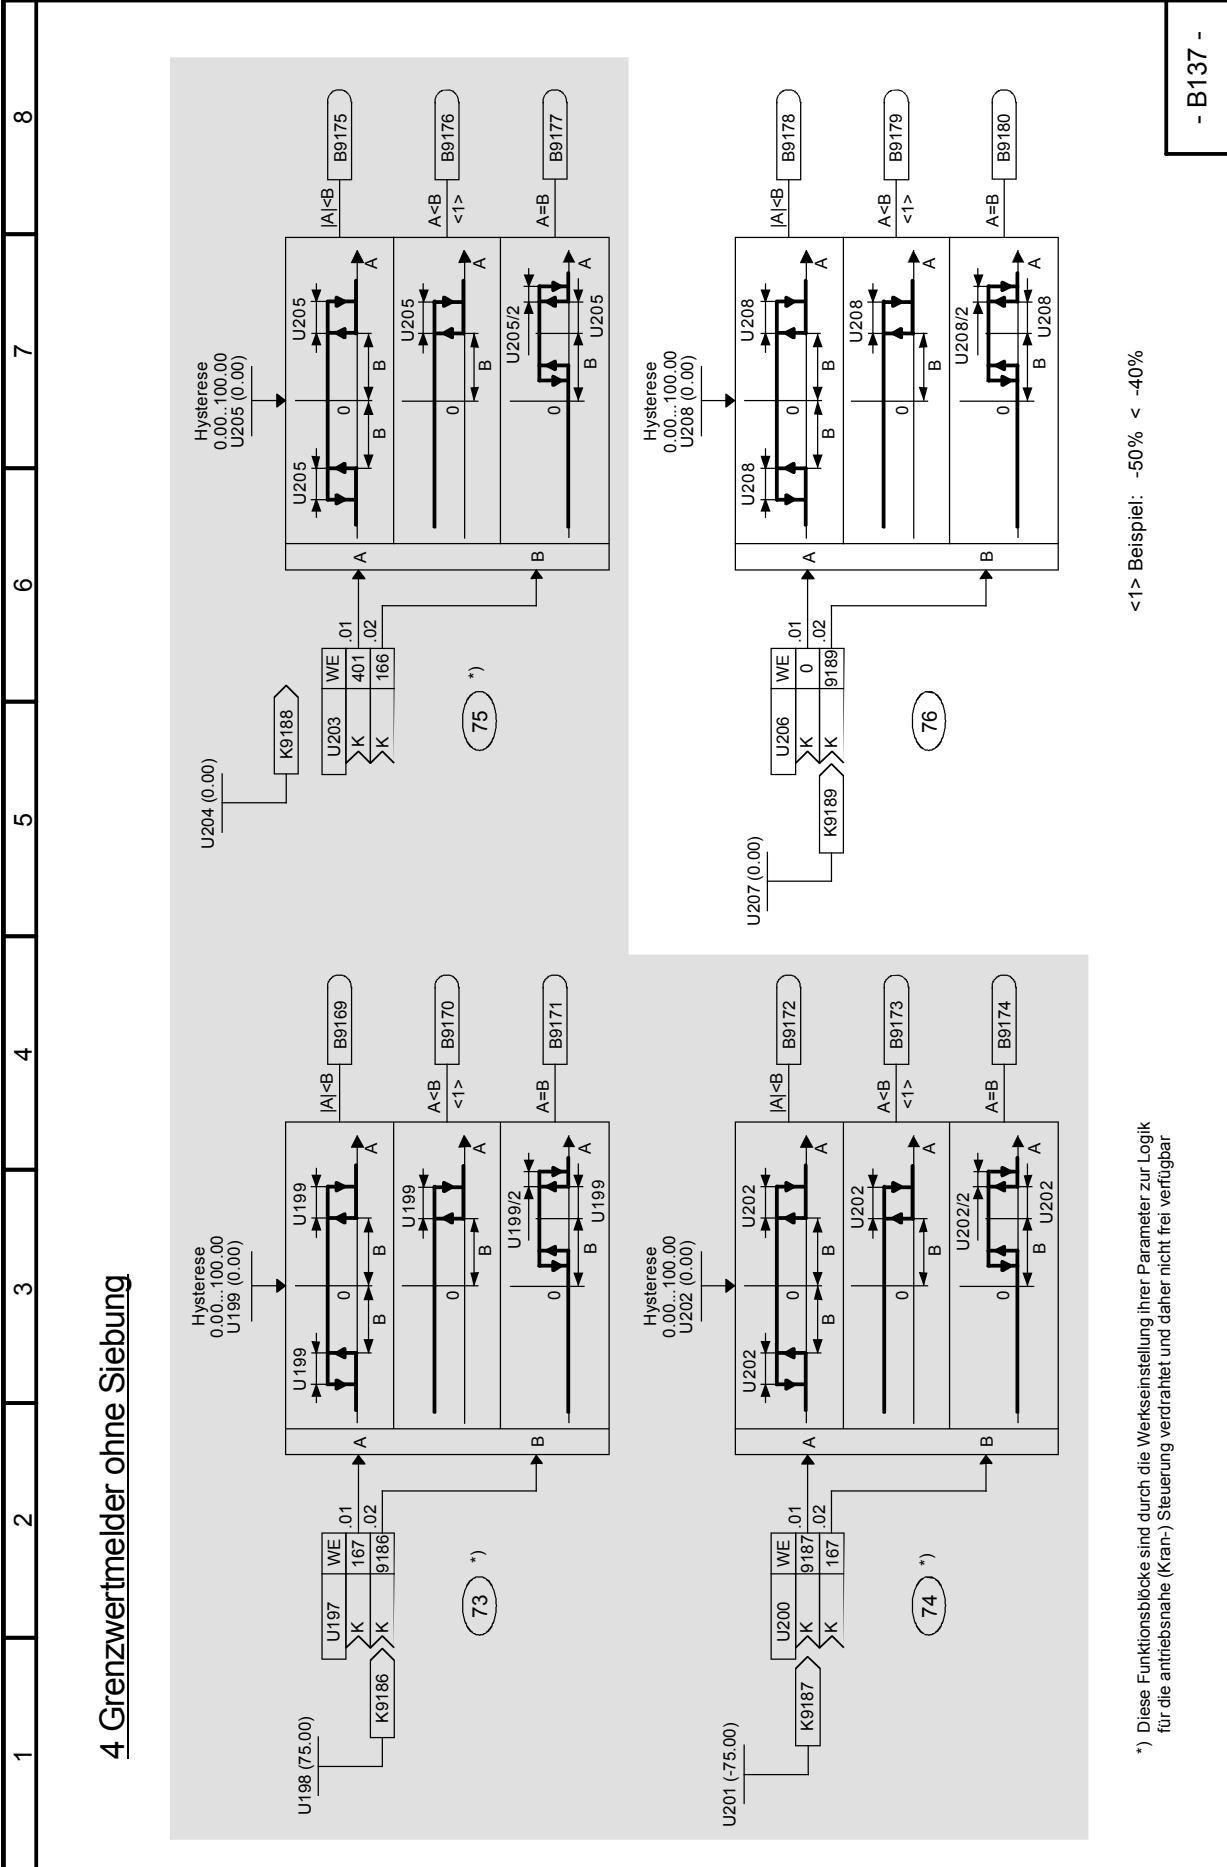 1 2 3 4 5 6 7 8
4 Grenzwertmelder ohne Siebung
U198 (75.00)
K9186
U197 WE
K 167 .01
K 9186 .02
73 *)
A
B
Hysterese
0.00...100.00
U199 (0.00)
U199 U199
B B
0
A
|A|<B
B9169
U199
0
B
A
A<B
<1>
B9170
U199/2
0
B
U199
A
A=B
B9171
U204 (0.00)
K9188
U203 WE
K 401 .01
K 166 .02
75 *)
A
B
Hysterese
0.00...100.00
U205 (0.00)
U205 U205
B B
0
A
|A|<B
B9175
U205
0
B
A
A<B
<1>
B9176
U205/2
0
B
U205
A
A=B
B9177
U201 (-75.00)
K9187
U200 WE
K 9187 .01
K 167 .02
74 *)
A
B
Hysterese
0.00...100.00
U202 (0.00)
U202 U202
B B
0
A
|A|<B
B9172
U202
0
B
A
A<B
<1>
B9173
U202/2
0
B
U202
A
A=B
B9174
U207 (0.00)
K9189
U206 WE
K 0 .01
K 9189 .02
76
A
B
Hysterese
0.00...100.00
U208 (0.00)
U208 U208
B B
0
A
|A|<B
B9178
U208
0
B
A
A<B
<1>
B9179
U208/2
0
B
U208
A
A=B
B9180
*) Diese Funktionsblöcke sind durch die Werkseinstellung ihrer Parameter zur Logik
für die antriebsnahe (Kran-) Steuerung verdrahtet und daher nicht frei verfügbar
<1> Beispiel: -50% < -40%
- B137 -